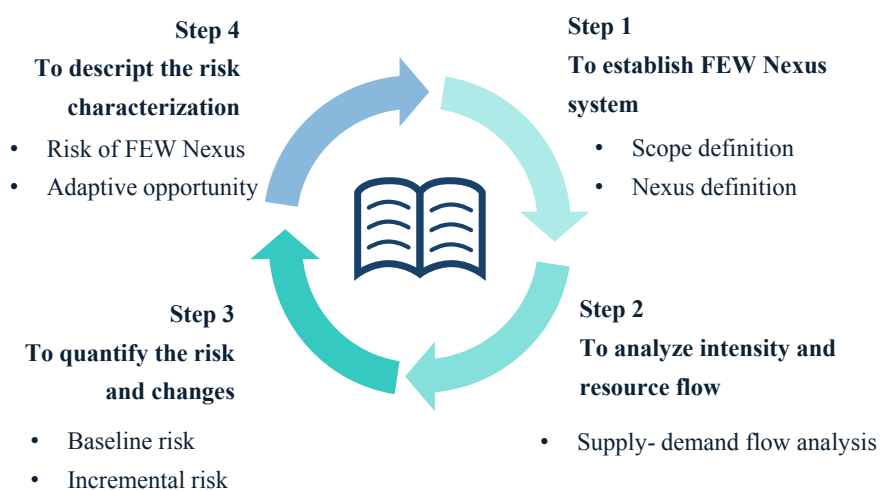 Step 1
To establish FEW Nexus
system
• Scope definition
• Nexus definition
Step 2
To analyze intensity and
resource flow
• Supply- demand flow analysis
Step 3
To quantify the risk
and changes
• Baseline risk
• Incremental risk
Step 4
To descript the risk
characterization
• Risk of FEW Nexus
• Adaptive opportunity